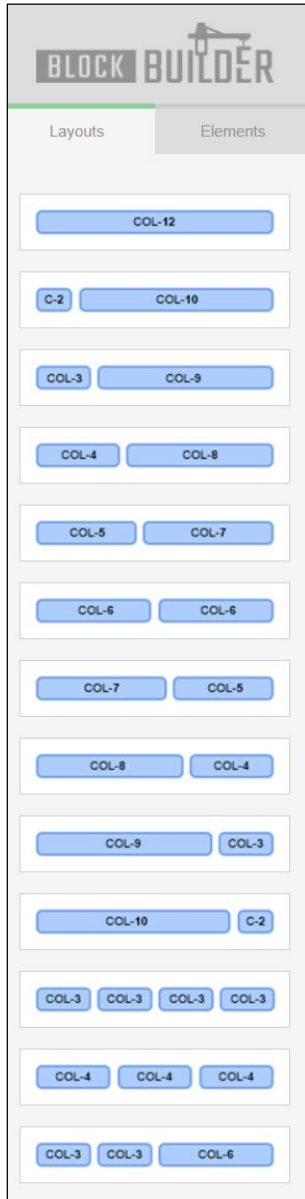 BLOCK BUILDER
Layouts Elements
COL-12
C-2 COL-10
COL-3 COL-9
COL-4 COL-8
COL-5 COL-7
COL-6 COL-6
COL-7 COL-5
COL-8 COL-4
COL-9 COL-3
COL-10 C-2
COL-3 COL-3 COL-3 COL-3
COL-4 COL-4 COL-4
COL-3 COL-3 COL-6